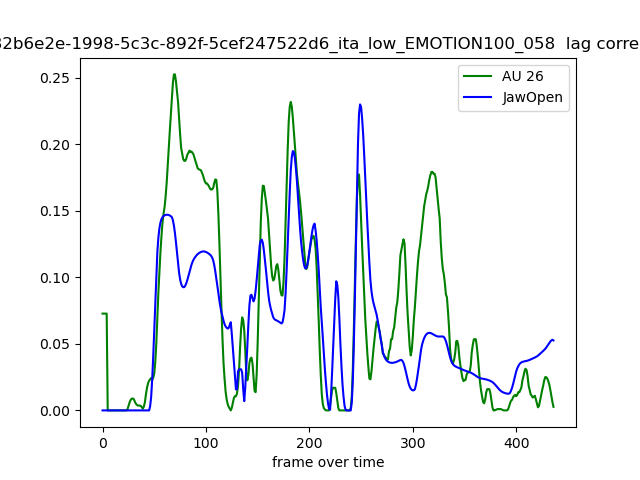 32b6e2e-1998-5c3c-892f-5cef247522d6_ita_low_EMOTION100_058 lag corre
AU 26
JawOpen
0.25
0.20
0.15
0.10
0.05
0.00
0 100 200 300 400
frame over time